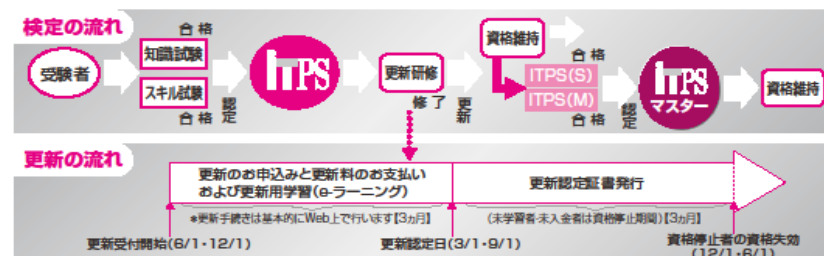 検定の流れ
受験者
合格
知識試験
スキル試験
合格
認定
iTPS
更新研修
修了
更新
資格維持
合格
ITPS(S)
ITPS(M)
合格
認定
iTPS
マスター
資格維持
更新の流れ
更新のお申込みと更新料のお支払い
および更新用学習(e-ラーニング)
更新認定証書発行
*更新手続きは基本的にWeb上で行います【3ヵ月】
(未学習者・未入金者は資格停止期間)【3ヵ月】
更新受付開始(6/1・12/1)
更新認定日(3/1・9/1)
資格停止者の資格失効
(12/1・6/1)